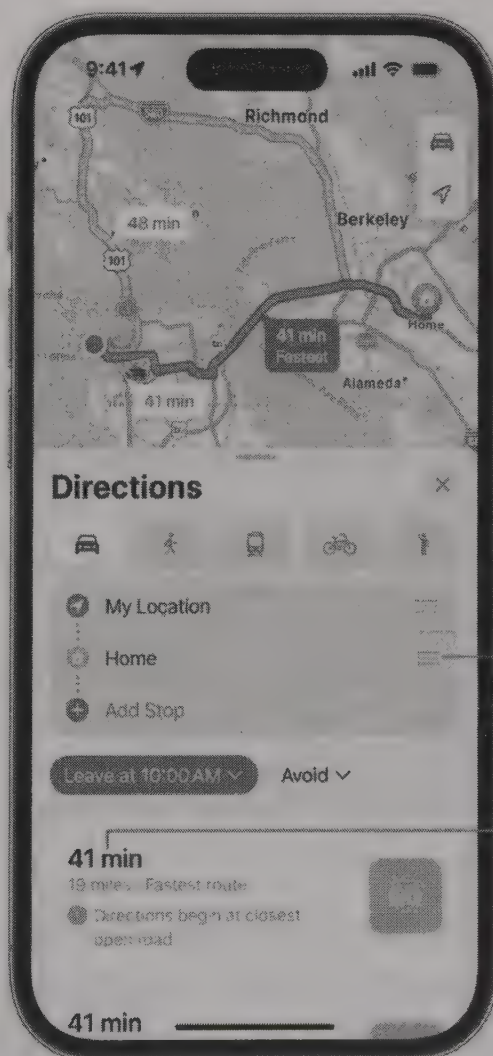 9:41
101
Richmond
48 min
Berkeley
101
Home
41 min
Fastest
Alameda
41 min
Directions
My Location
Home
Add Stop
Leave at 10:00 AM
Avoid
41 min
19 miles · Fastest route
Directions begin at closest
open road
41 min